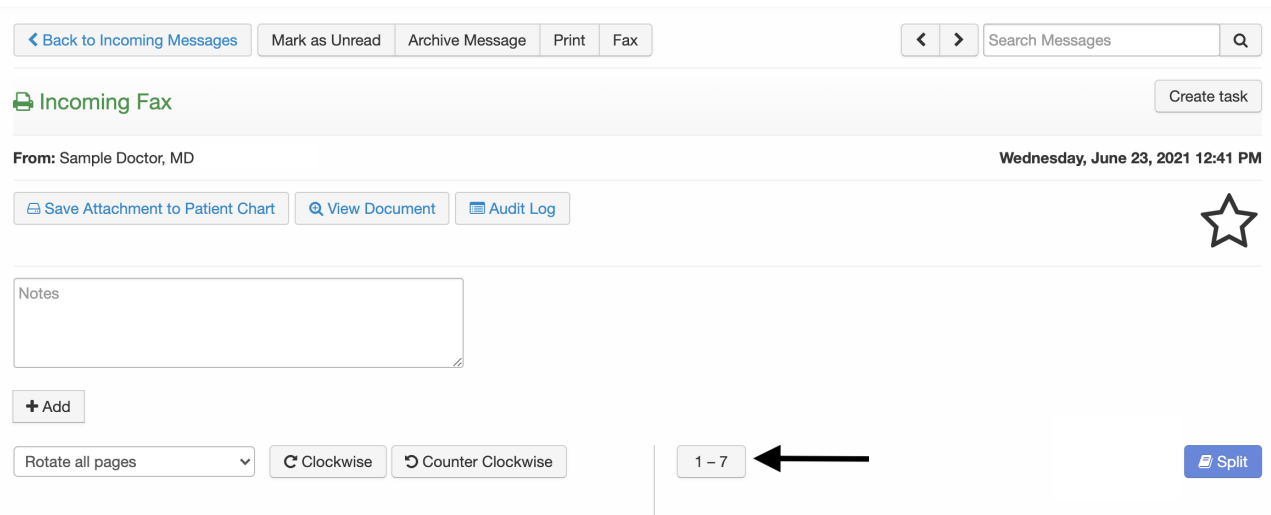 Back to Incoming Messages Mark as Unread Archive Message Print Fax Search Messages
Incoming Fax Create task
From: Sample Doctor, MD Wednesday, June 23, 2021 12:41 PM
Save Attachment to Patient Chart View Document Audit Log
Notes
Add
Rotate all pages Clockwise Counter Clockwise 1 – 7 Split